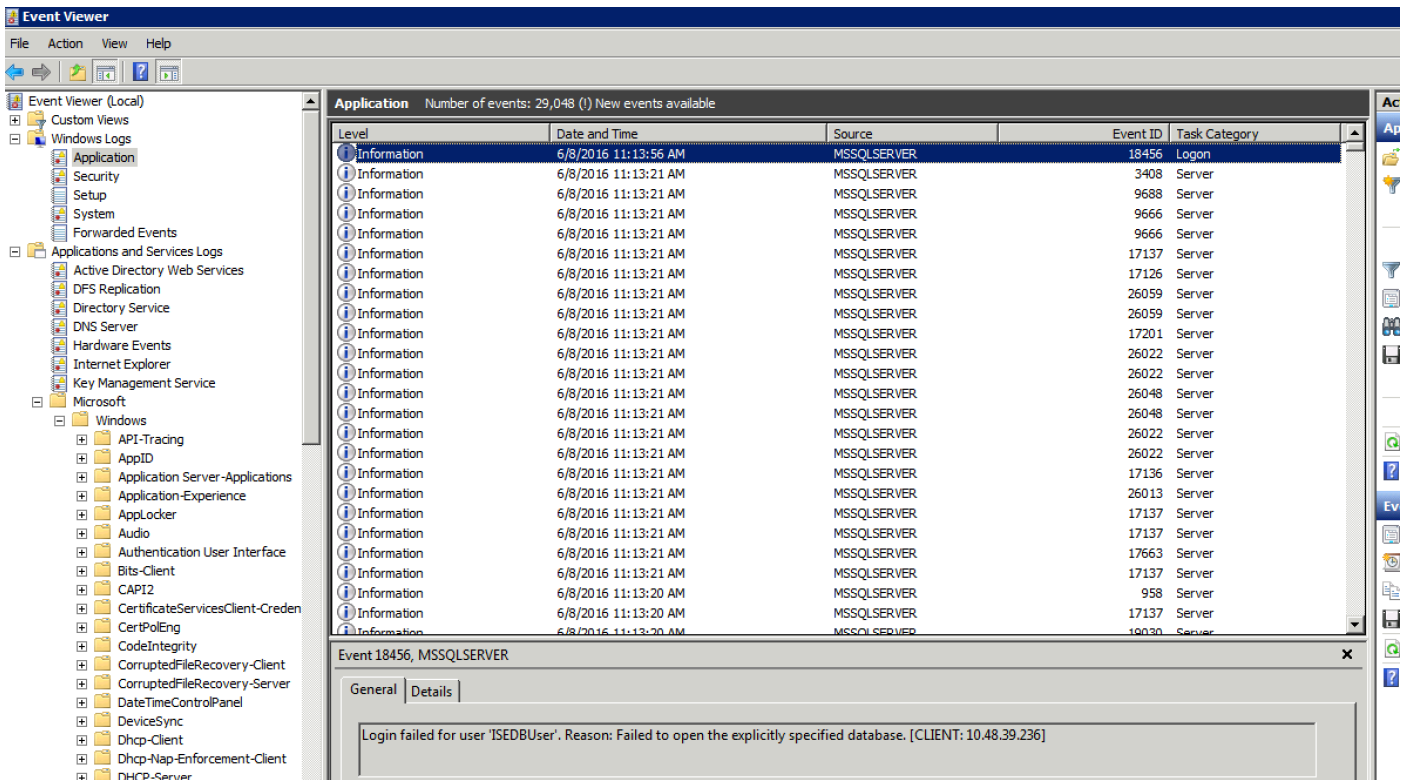 Event Viewer
File Action View Help
Event Viewer (Local)
Custom Views
Windows Logs
Application
Security
Setup
System
Forwarded Events
Applications and Services Logs
Active Directory Web Services
DFS Replication
Directory Service
DNS Server
Hardware Events
Internet Explorer
Key Management Service
Microsoft
Windows
API-Tracing
AppID
Application Server-Applications
Application-Experience
AppLocker
Audio
Authentication User Interface
Bits-Client
CAPI2
CertificateServicesClient-Creden
CertPolEng
CodeIntegrity
CorruptedFileRecovery-Client
CorruptedFileRecovery-Server
DateTimeControlPanel
DeviceSync
Dhcp-Client
Dhcp-Nap-Enforcement-Client
DHCP-Server
Application Number of events: 29,048 (!) New events available
Level Date and Time Source Event ID Task Category
Information 6/8/2016 11:13:56 AM MSSQLSERVER 18456 Logon
Information 6/8/2016 11:13:21 AM MSSQLSERVER 3408 Server
Information 6/8/2016 11:13:21 AM MSSQLSERVER 9688 Server
Information 6/8/2016 11:13:21 AM MSSQLSERVER 9666 Server
Information 6/8/2016 11:13:21 AM MSSQLSERVER 9666 Server
Information 6/8/2016 11:13:21 AM MSSQLSERVER 17137 Server
Information 6/8/2016 11:13:21 AM MSSQLSERVER 17126 Server
Information 6/8/2016 11:13:21 AM MSSQLSERVER 26059 Server
Information 6/8/2016 11:13:21 AM MSSQLSERVER 26059 Server
Information 6/8/2016 11:13:21 AM MSSQLSERVER 17201 Server
Information 6/8/2016 11:13:21 AM MSSQLSERVER 26022 Server
Information 6/8/2016 11:13:21 AM MSSQLSERVER 26022 Server
Information 6/8/2016 11:13:21 AM MSSQLSERVER 26048 Server
Information 6/8/2016 11:13:21 AM MSSQLSERVER 26048 Server
Information 6/8/2016 11:13:21 AM MSSQLSERVER 26022 Server
Information 6/8/2016 11:13:21 AM MSSQLSERVER 26022 Server
Information 6/8/2016 11:13:21 AM MSSQLSERVER 17136 Server
Information 6/8/2016 11:13:21 AM MSSQLSERVER 26013 Server
Information 6/8/2016 11:13:21 AM MSSQLSERVER 17137 Server
Information 6/8/2016 11:13:21 AM MSSQLSERVER 17137 Server
Information 6/8/2016 11:13:21 AM MSSQLSERVER 17663 Server
Information 6/8/2016 11:13:21 AM MSSQLSERVER 17137 Server
Information 6/8/2016 11:13:20 AM MSSQLSERVER 958 Server
Information 6/8/2016 11:13:20 AM MSSQLSERVER 17137 Server
Information 6/8/2016 11:13:20 AM MSSQLSERVER 19030 Server
Event 18456, MSSQLSERVER
General Details
Login failed for user 'ISEDBUser'. Reason: Failed to open the explicitly specified database. [CLIENT: 10.48.39.236]
Ac
Ap
Ev